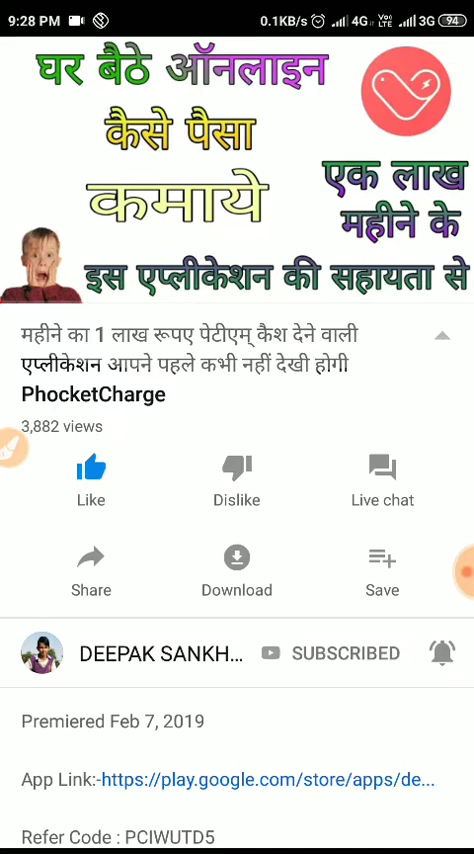 9:28 PM 0.1KB/s 4G VoLTE 3G 94
घर बैठे ऑनलाइन
कैसे पैसा
कमाये
एक लाख
महीने के
इस एप्लीकेशन की सहायता से
महीने का 1 लाख रूपए पेटीएम् कैश देने वाली
एप्लीकेशन आपने पहले कभी नहीं देखी होगी
PhocketCharge
3,882 views
Like Dislike Live chat
Share Download Save
DEEPAK SANKH... SUBSCRIBED
Premiered Feb 7, 2019
App Link:-https://play.google.com/store/apps/de...
Refer Code : PCIWUTD5